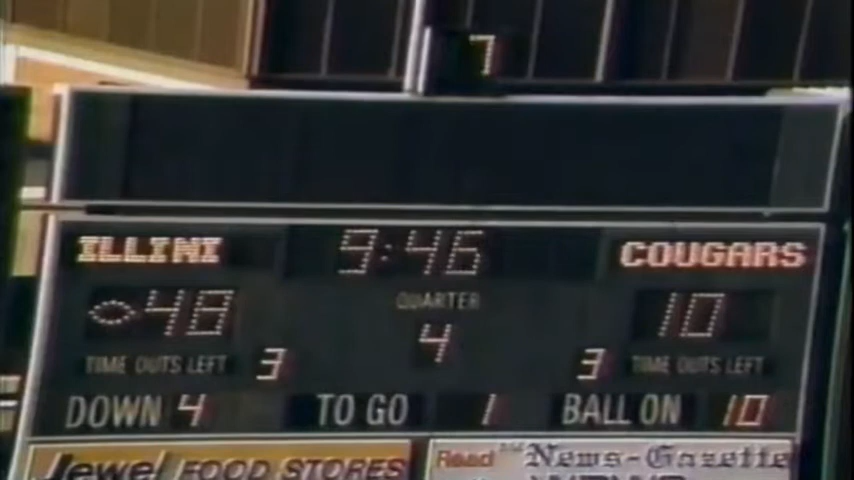 7
ILLINI 9:46 COUGARS
48 QUARTER 10
TIME OUTS LEFT 3 4 3 TIME OUTS LEFT
DOWN 4 TO GO 1 BALL ON 10
Jewel FOOD STORES Read News-Gazette